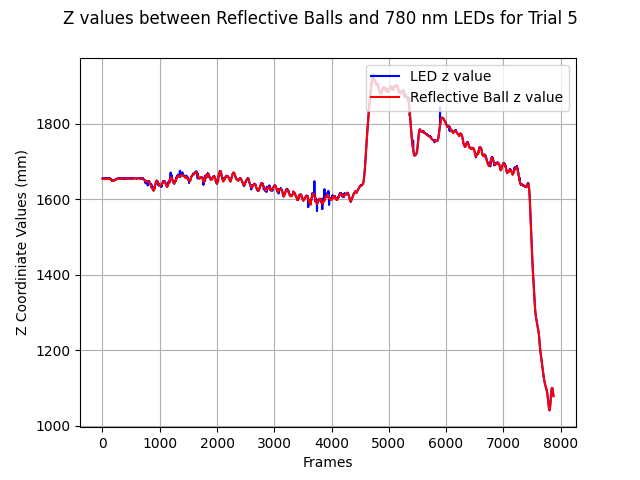 Z values between Reflective Balls and 780 nm LEDs for Trial 5
LED z value
Reflective Ball z value
Z Coordiniate Values (mm)
1800
1600
1400
1200
1000
0 1000 2000 3000 4000 5000 6000 7000 8000
Frames